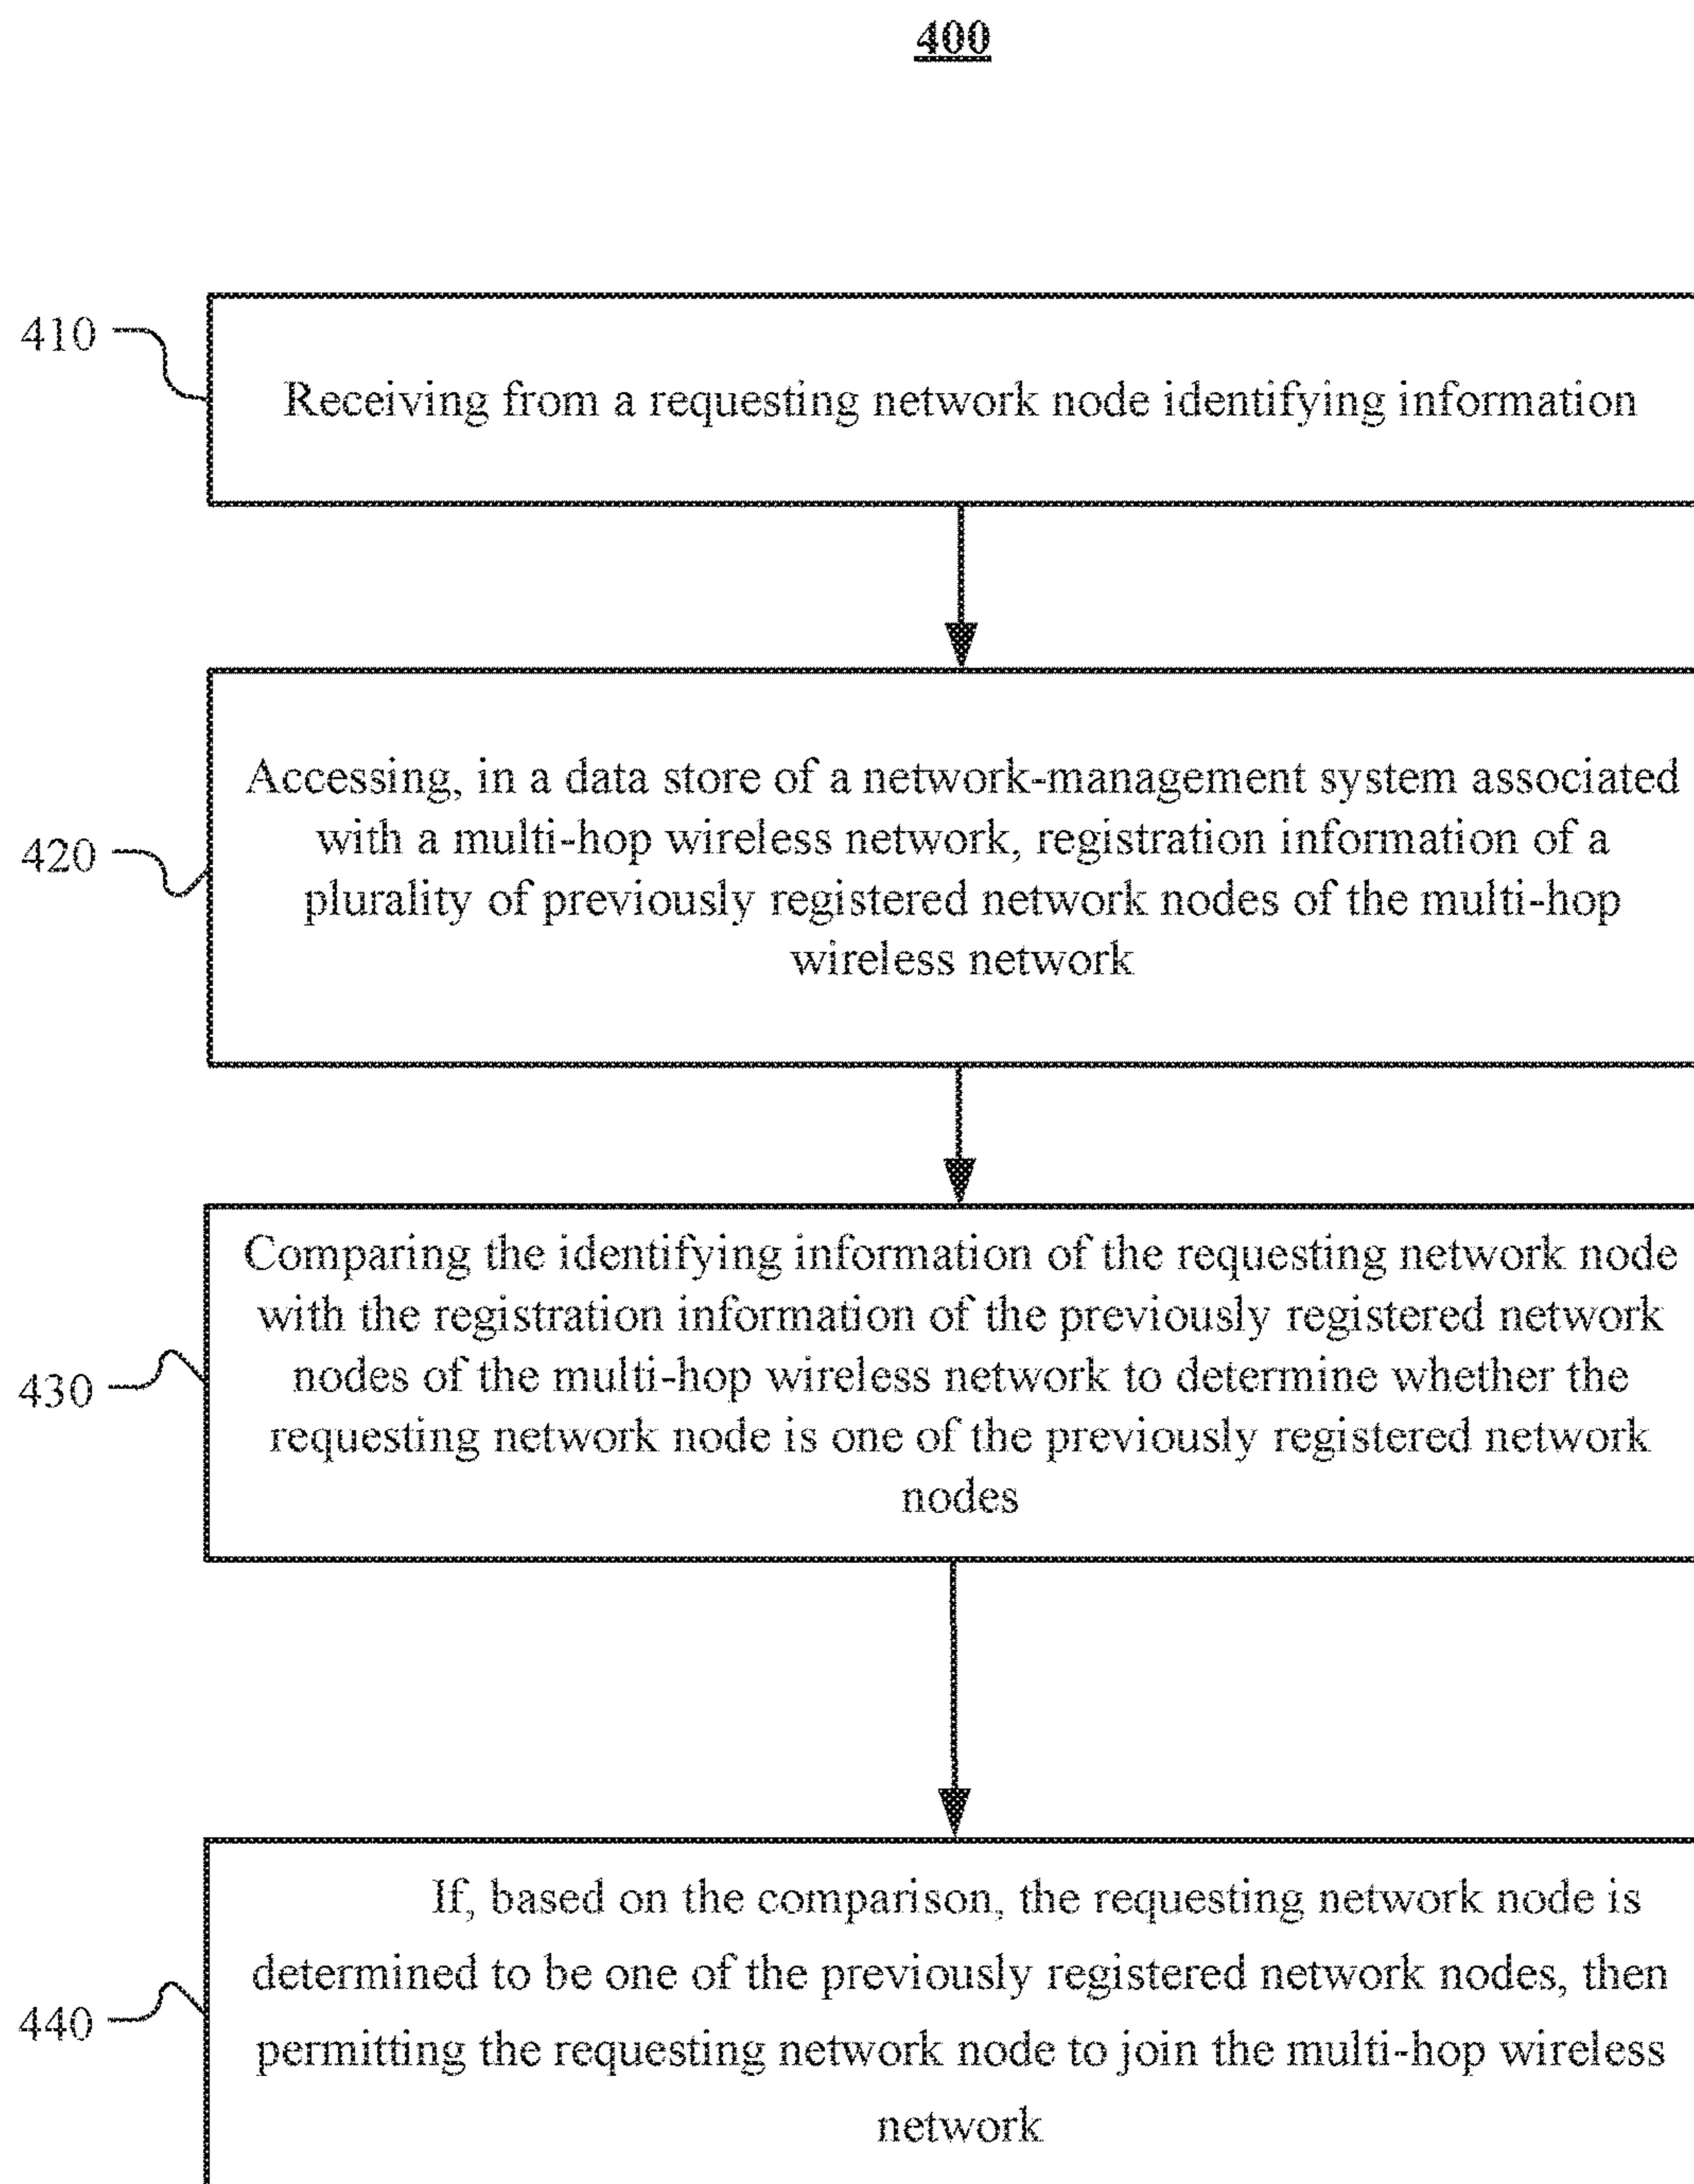 400
410
Receiving from a requesting network node identifying information
420
Accessing, in a data store of a network-management system associated
with a multi-hop wireless network, registration information of a
plurality of previously registered network nodes of the multi-hop
wireless network
430
Comparing the identifying information of the requesting network node
with the registration information of the previously registered network
nodes of the multi-hop wireless network to determine whether the
requesting network node is one of the previously registered network
nodes
440
If, based on the comparison, the requesting network node is
determined to be one of the previously registered network nodes, then
permitting the requesting network node to join the multi-hop wireless
network